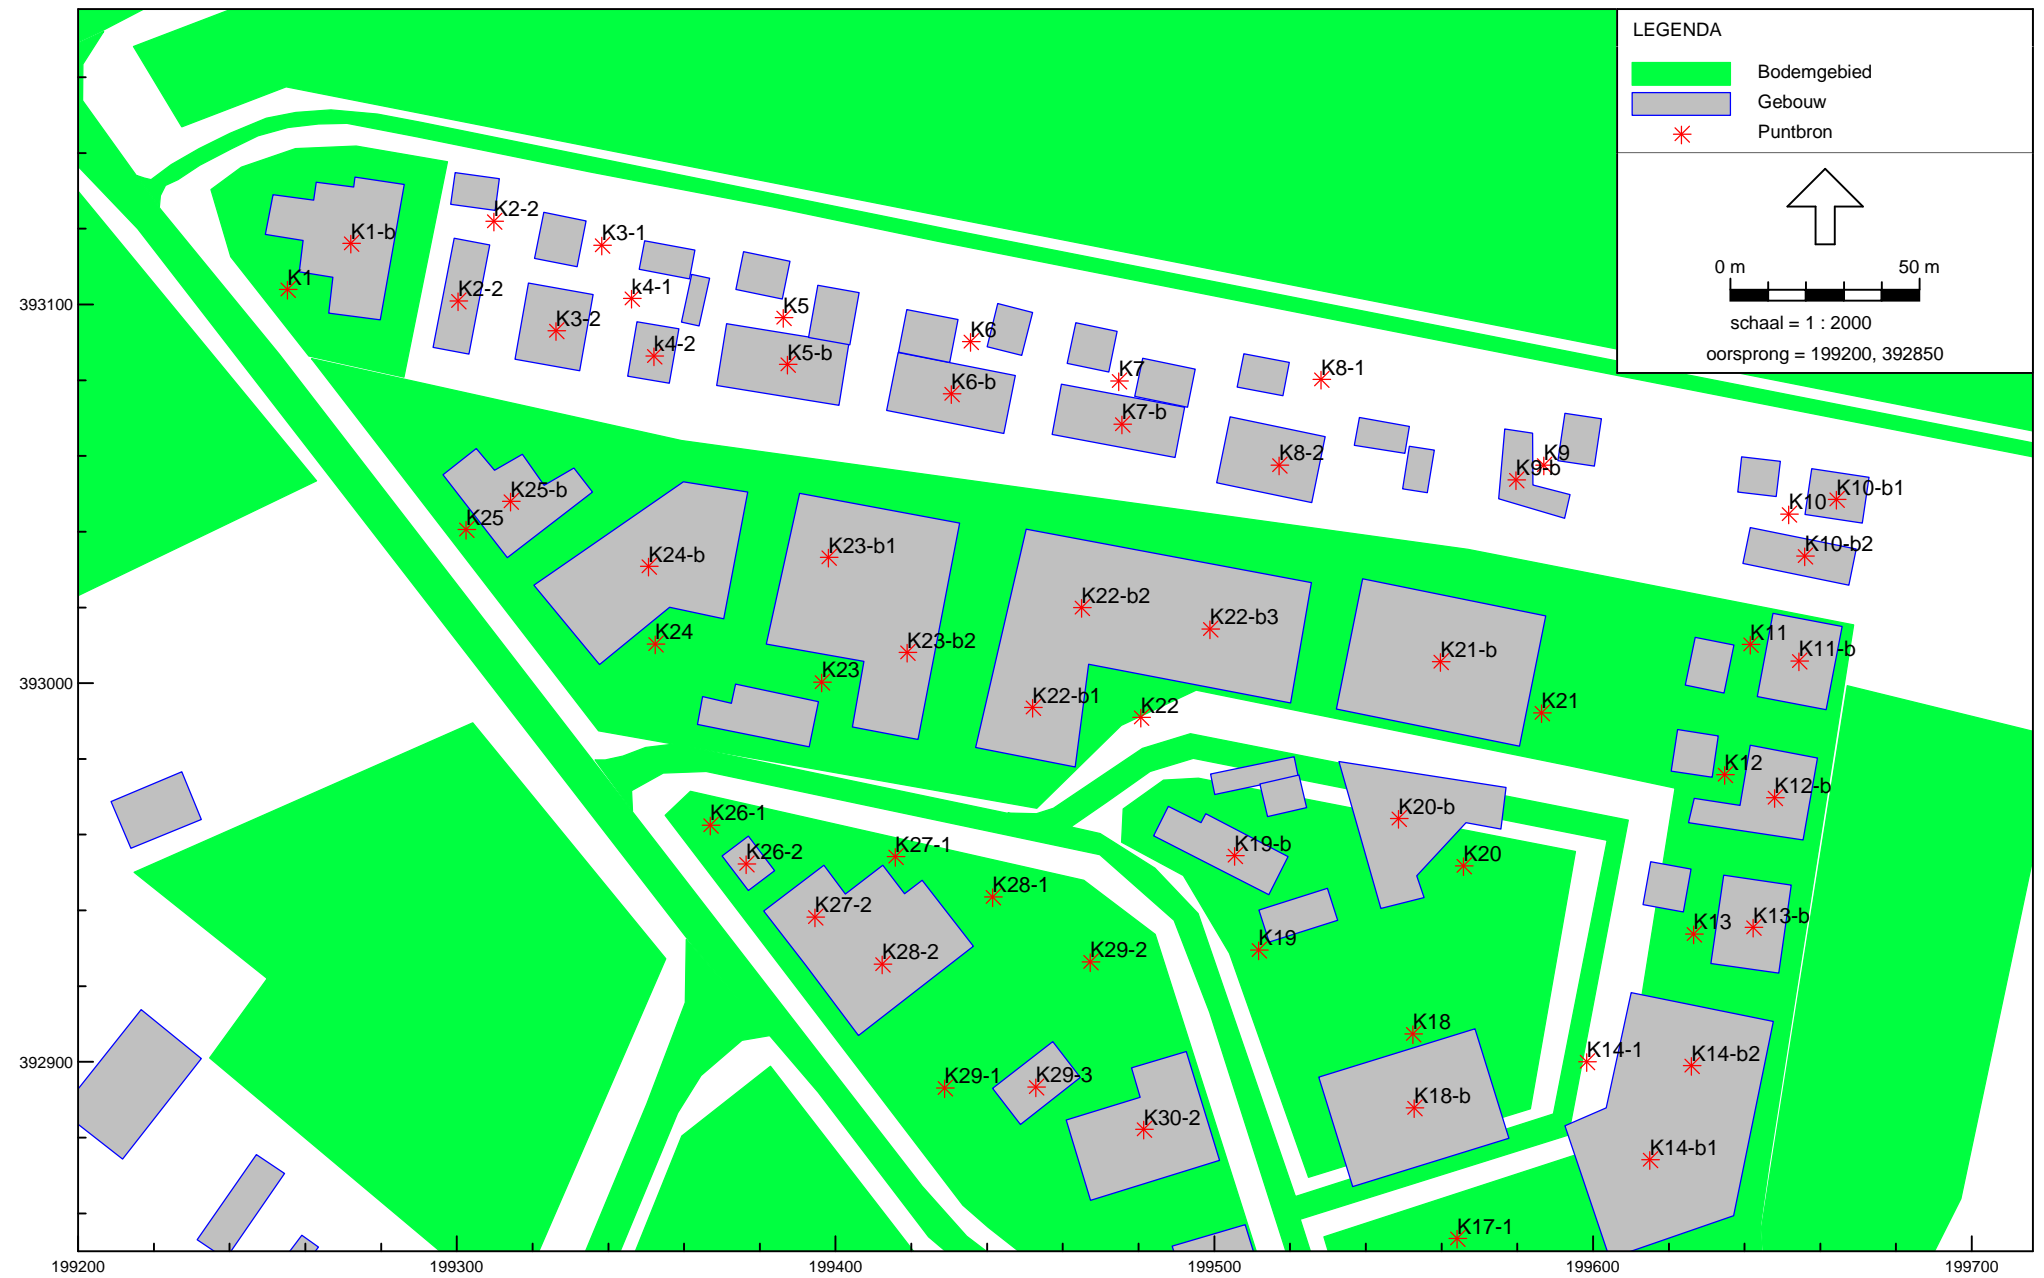 LEGENDA
Bodemgebied
Gebouw
Puntbron
0 m 50 m
schaal = 1 : 2000
oorsprong = 199200, 392850
K2-2
K1-b
K3-1
K1
K2-2
k4-1
393100
K5
K3-2
K6
k4-2
K5-b
K7
K8-1
K6-b
K7-b
K8-2
K9
K9-b
K25-b
K10-b1
K10
K25
K23-b1
K24-b
K10-b2
K22-b2
K22-b3
K24
K11
K23-b2
K21-b
K11-b
K23
393000
K22-b1
K22
K21
K12
K12-b
K26-1
K20-b
K27-1
K19-b
K26-2
K20
K28-1
K27-2
K13-b
K13
K29-2
K28-2
K19
K18
K14-1
K14-b2
392900
K29-1
K29-3
K18-b
K30-2
K14-b1
K17-1
199200 199300 199400 199500 199600 199700